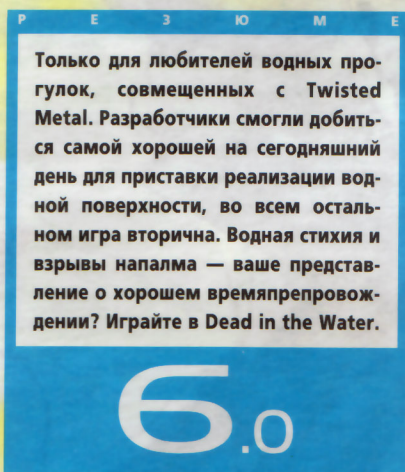 РЕЗЮМЕ
Только для любителей водных про-
гулок, совмещенных с Twisted
Metal. Разработчики смогли добить-
ся самой хорошей на сегодняшний
день для приставки реализации вод-
ной поверхности, во всем осталь-
ном игра вторична. Водная стихия и
взрывы напалма — ваше представ-
ление о хорошем времяпрепровож-
дении? Играйте в Dead in the Water.
6.0